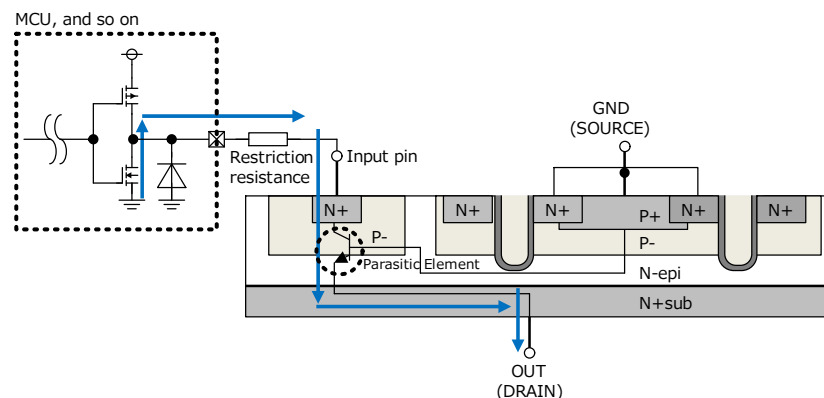 MCU, and so on
GND
(SOURCE)
Restriction
resistance
Input pin
N+
N+
N+
P+
N+
N+
P-
P-
Parasitic Element
N-epi
N+sub
OUT
(DRAIN)